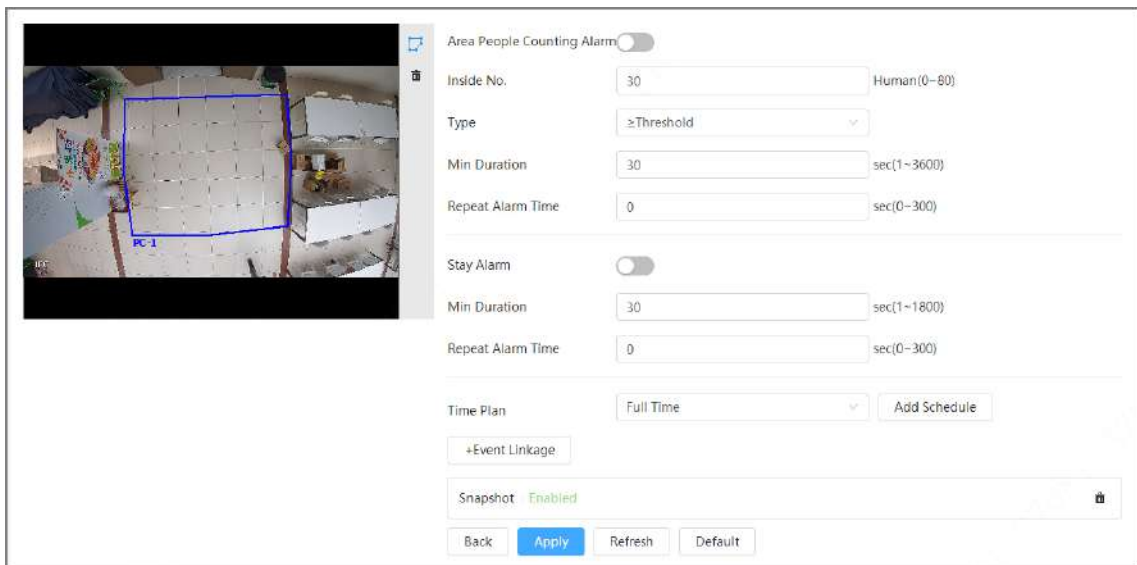 Area People Counting Alarm
Inside No. 30 Human(0~80)
Type ≥Threshold
Min Duration 30 sec(1~3600)
Repeat Alarm Time 0 sec(0~300)
PC-1
IPC
Stay Alarm
Min Duration 30 sec(1~1800)
Repeat Alarm Time 0 sec(0~300)
Time Plan Full Time Add Schedule
+Event Linkage
Snapshot Enabled
Back Apply Refresh Default